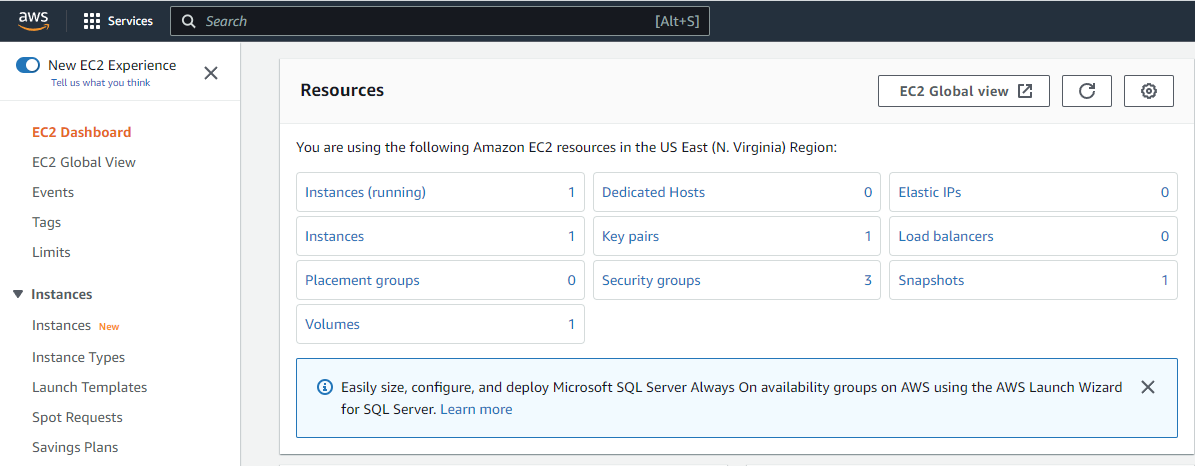 aws Services Search [Alt+S]
New EC2 Experience
Tell us what you think
EC2 Dashboard
EC2 Global View
Events
Tags
Limits
Instances
Instances New
Instance Types
Launch Templates
Spot Requests
Savings Plans
Resources
EC2 Global view
You are using the following Amazon EC2 resources in the US East (N. Virginia) Region:
Instances (running) 1 Dedicated Hosts 0 Elastic IPs 0
Instances 1 Key pairs 1 Load balancers 0
Placement groups 0 Security groups 3 Snapshots 1
Volumes 1
Easily size, configure, and deploy Microsoft SQL Server Always On availability groups on AWS using the AWS Launch Wizard
for SQL Server. Learn more